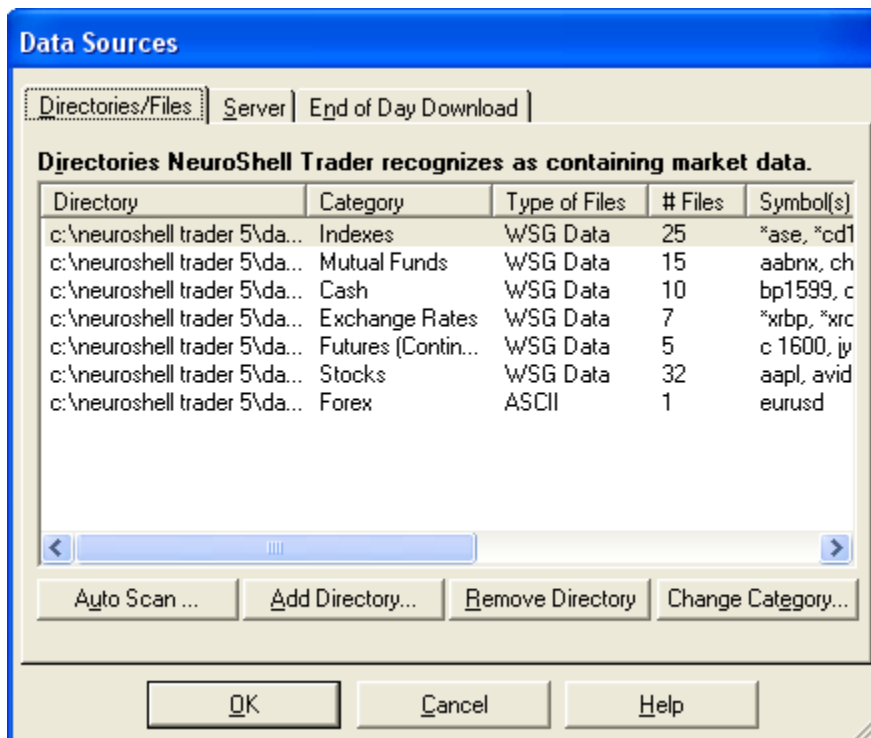 Data Sources
Directories/Files Server End of Day Download
Directories NeuroShell Trader recognizes as containing market data.
Directory Category Type of Files # Files Symbol(s)
c:\neuroshell trader 5\da... Indexes WSG Data 25 *ase, *cd1
c:\neuroshell trader 5\da... Mutual Funds WSG Data 15 aabnx, ch
c:\neuroshell trader 5\da... Cash WSG Data 10 bp1599, c
c:\neuroshell trader 5\da... Exchange Rates WSG Data 7 *xrbp, *xrc
c:\neuroshell trader 5\da... Futures (Contin... WSG Data 5 c 1600, jy
c:\neuroshell trader 5\da... Stocks WSG Data 32 aapl, avid
c:\neuroshell trader 5\da... Forex ASCII 1 eurusd
Auto Scan ... Add Directory... Remove Directory Change Category...
OK Cancel Help